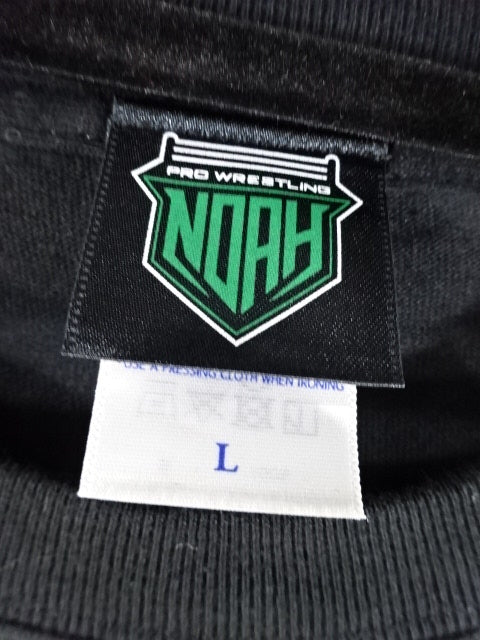 PRO WRESTLING
NOAH
USE A PRESSING CLOTH WHEN IRONING
L